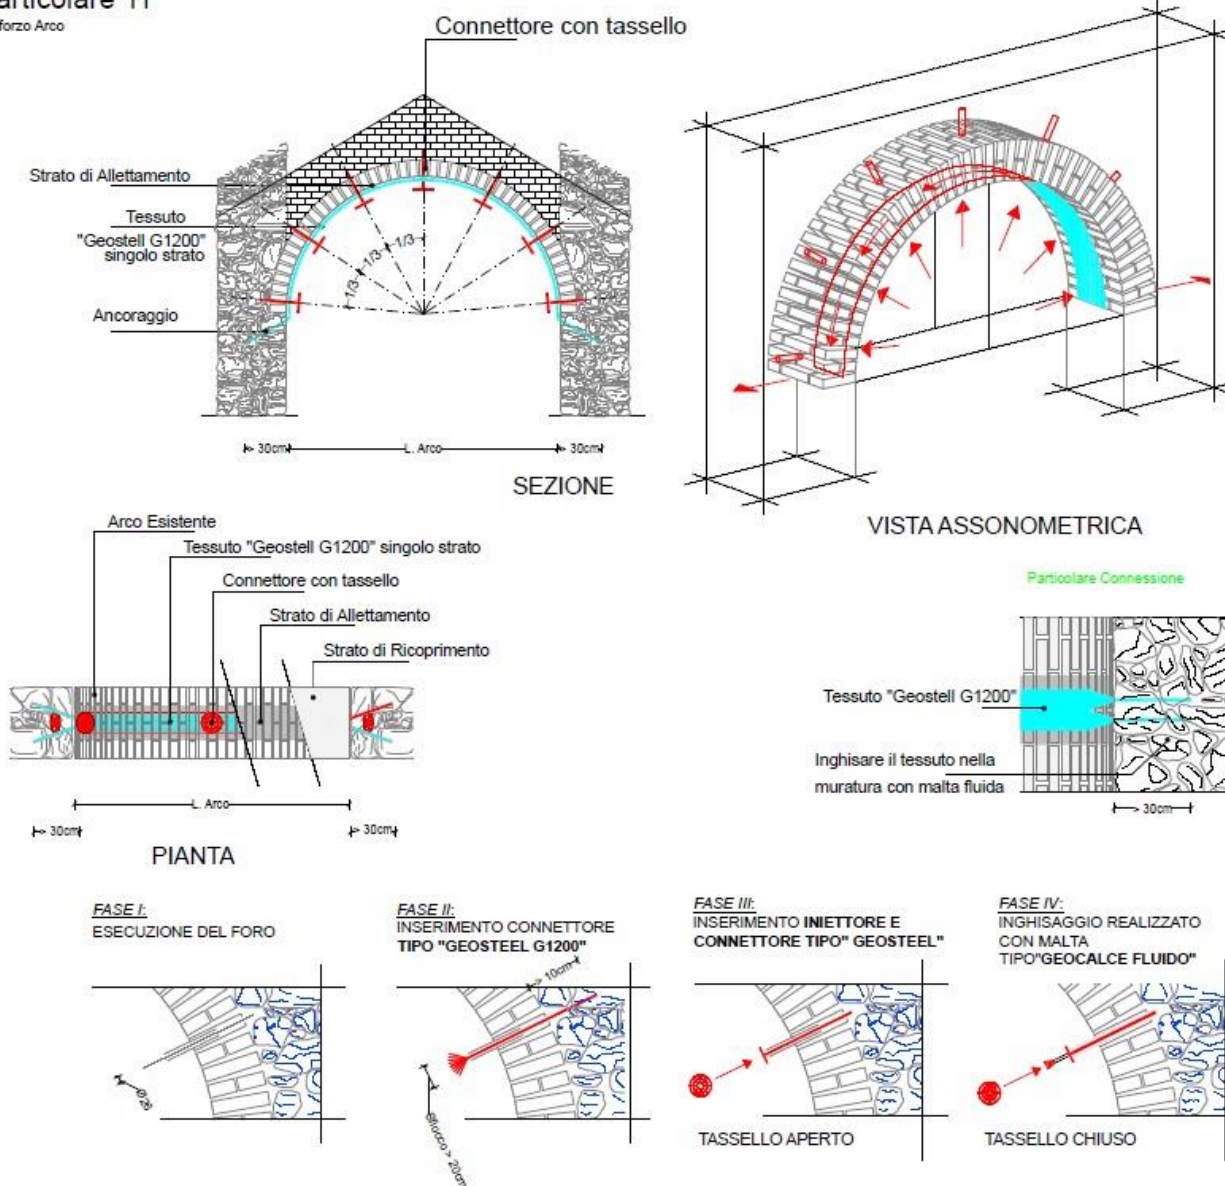 articolare 11
forzo Arco
Connettore con tassello
Strato di Allettamento
Tessuto
"Geostell G1200"
singolo strato
Ancoraggio
1/3
1/3
1/3
> 30cm
L. Arco
> 30cm
SEZIONE
VISTA ASSONOMETRICA
Arco Esistente
Tessuto "Geostell G1200" singolo strato
Connettore con tassello
Strato di Allettamento
Strato di Ricoprimento
L. Arco
> 30cm
> 30cm
PIANTA
Particolare Connessione
Tessuto "Geostell G1200"
Inghisare il tessuto nella
muratura con malta fluida
> 30cm
FASE I:
ESECUZIONE DEL FORO
Ø26
FASE II:
INSERIMENTO CONNETTORE
TIPO "GEOSTEEL G1200"
> 10cm
Sfiocco > 20cm
FASE III:
INSERIMENTO INIETTORE E
CONNETTORE TIPO" GEOSTEEL"
TASSELLO APERTO
FASE IV:
INGHISAGGIO REALIZZATO
CON MALTA
TIPO"GEOCALCE FLUIDO"
TASSELLO CHIUSO